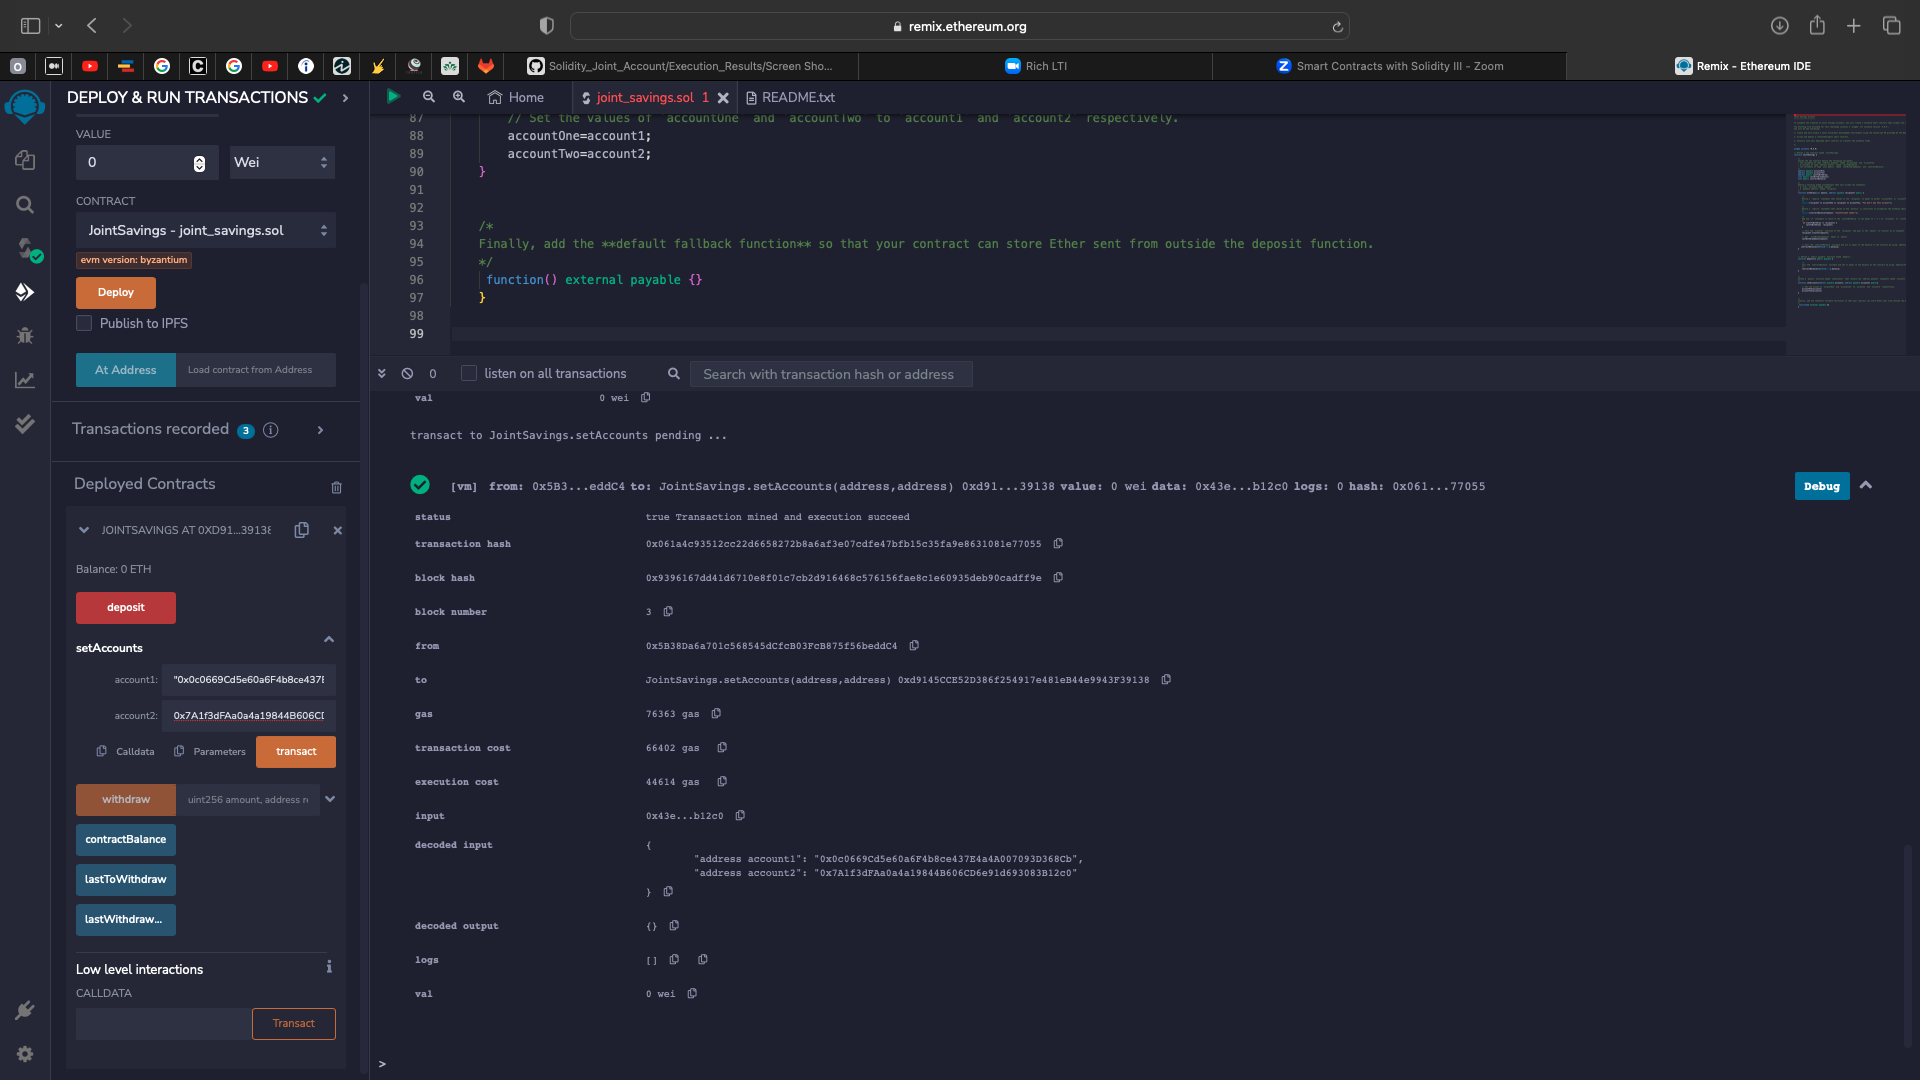 remix.ethereum.org
Solidity_Joint_Account/Execution_Results/Screen Sho...
Rich LTI
Smart Contracts with Solidity III - Zoom
Remix - Ethereum IDE
DEPLOY & RUN TRANSACTIONS
VALUE
0
Wei
CONTRACT
JointSavings - joint_savings.sol
evm version: byzantium
Deploy
Publish to IPFS
At Address
Load contract from Address
Transactions recorded 3
Deployed Contracts
JOINTSAVINGS AT 0XD91...39138
Balance: 0 ETH
deposit
setAccounts
account1: "0x0c0669Cd5e60a6F4b8ce437E
account2: 0x7A1f3dFAa0a4a19844B606CD
Calldata
Parameters
transact
withdraw
uint256 amount, address re
contractBalance
lastToWithdraw
lastWithdraw...
Low level interactions
CALLDATA
Transact
Home
joint_savings.sol 1
README.txt
87 // Set the values of `accountOne` and `accountTwo` to `account1` and `account2` respectively.
88 accountOne=account1;
89 accountTwo=account2;
90 }
91
92
93 /*
94 Finally, add the **default fallback function** so that your contract can store Ether sent from outside the deposit function.
95 */
96 function() external payable {}
97 }
98
99
0
listen on all transactions
Search with transaction hash or address
val 0 wei
transact to JointSavings.setAccounts pending ...
[vm] from: 0x5B3...eddC4 to: JointSavings.setAccounts(address,address) 0xd91...39138 value: 0 wei data: 0x43e...b12c0 logs: 0 hash: 0x061...77055
Debug
status true Transaction mined and execution succeed
transaction hash 0x061a4c93512cc22d6658272b8a6af3e07cdfe47bfb15c35fa9e8631081e77055
block hash 0x9396167dd41d6710e8f01c7cb2d916468c576156fae8c1e60935deb90cadff9e
block number 3
from 0x5B38Da6a701c568545dCfcB03FcB875f56beddC4
to JointSavings.setAccounts(address,address) 0xd9145CCE52D386f254917e481eB44e9943F39138
gas 76363 gas
transaction cost 66402 gas
execution cost 44614 gas
input 0x43e...b12c0
decoded input {
"address account1": "0x0c0669Cd5e60a6F4b8ce437E4a4A007093D368Cb",
"address account2": "0x7A1f3dFAa0a4a19844B606CD6e91d693083B12c0"
}
decoded output {}
logs []
val 0 wei
>